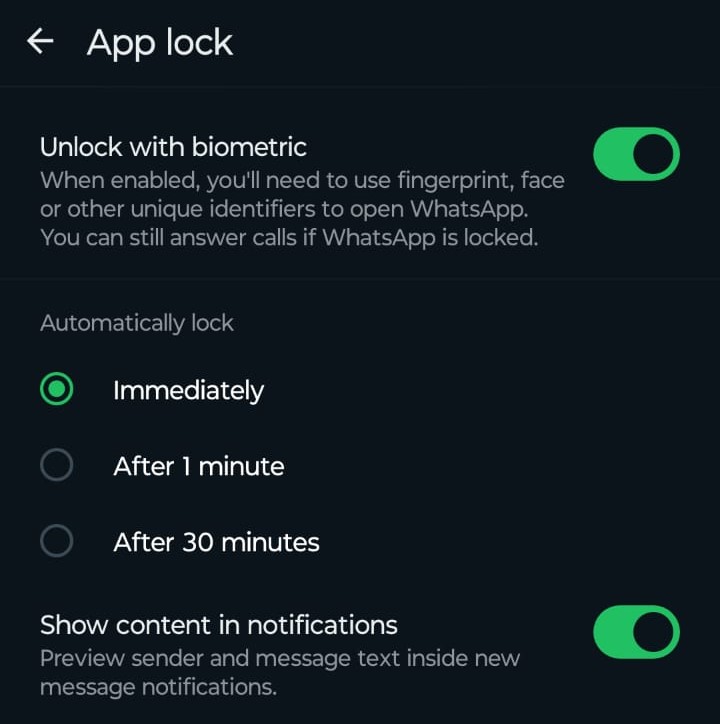 App lock
Unlock with biometric
When enabled, you'll need to use fingerprint, face
or other unique identifiers to open WhatsApp.
You can still answer calls if WhatsApp is locked.
Automatically lock
Immediately
After 1 minute
After 30 minutes
Show content in notifications
Preview sender and message text inside new
message notifications.